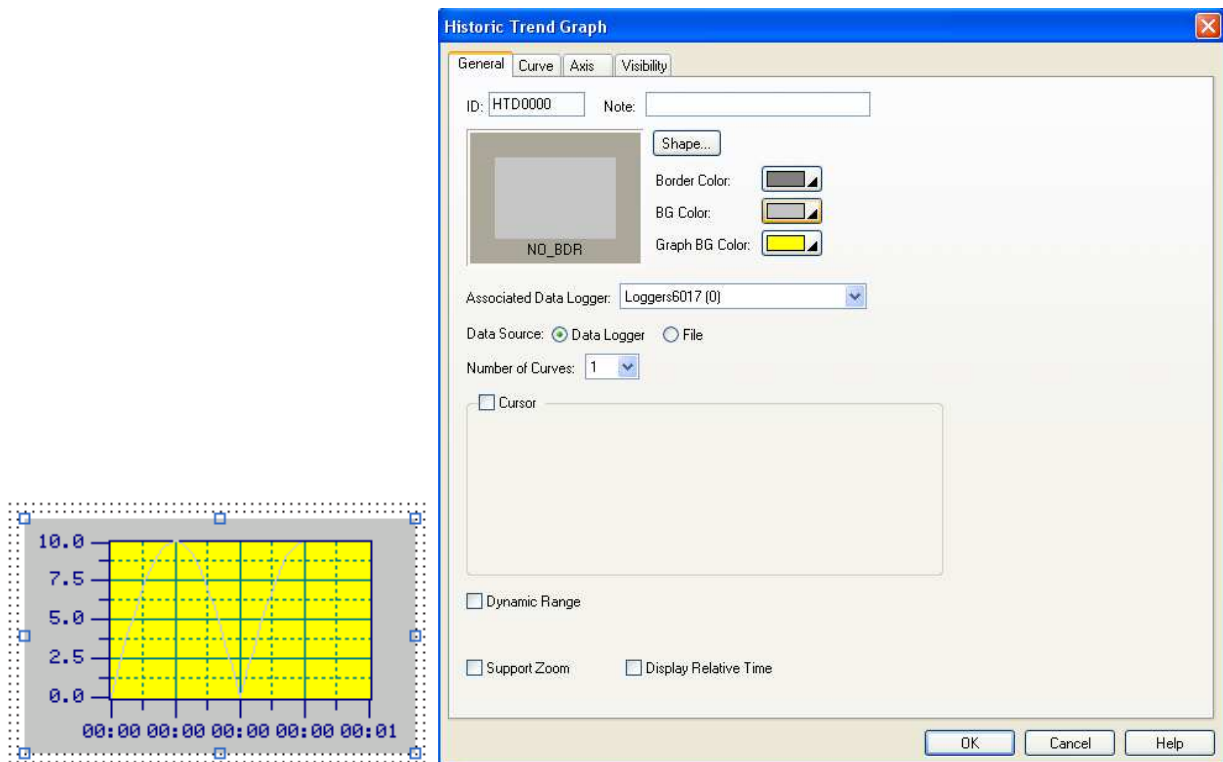 Historic Trend Graph
General Curve Axis Visibility
ID: HTD0000 Note:
Shape...
Border Color:
BG Color:
Graph BG Color:
NO_BDR
Associated Data Logger: Loggers6017 (0)
Data Source: Data Logger File
Number of Curves: 1
Cursor
Dynamic Range
Support Zoom Display Relative Time
OK Cancel Help
10.0
7.5
5.0
2.5
0.0
00:00 00:00 00:00 00:00 00:01